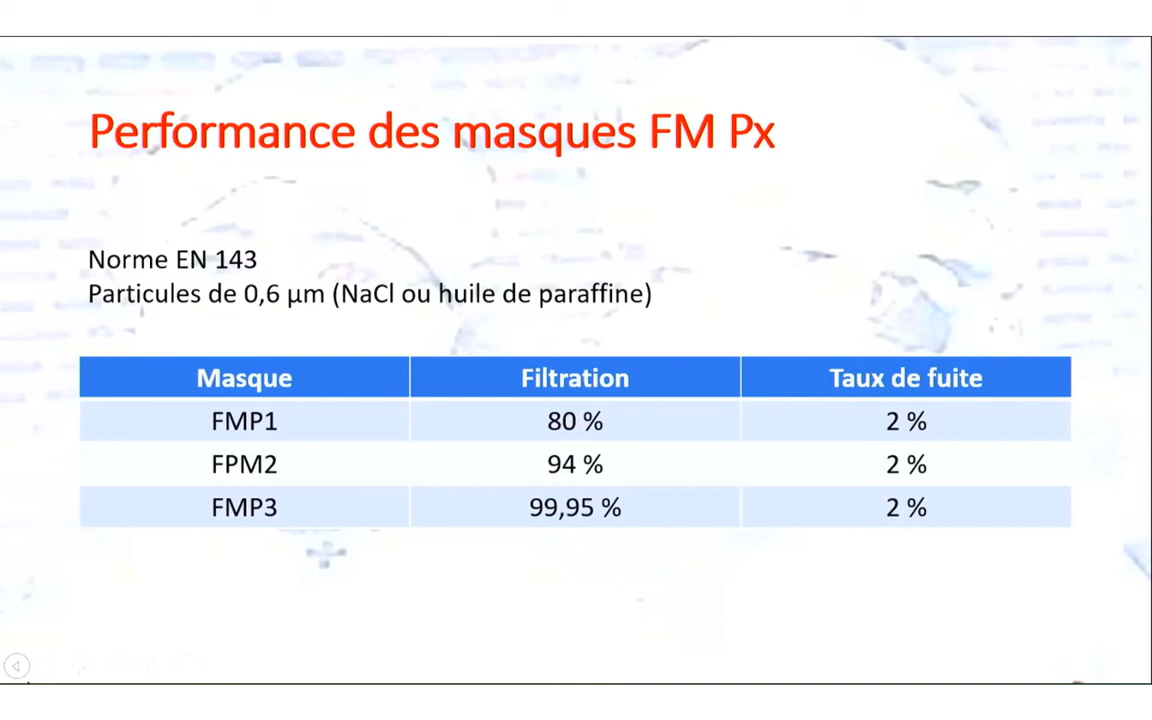 Performance des masques FM Px
Norme EN 143
Particules de 0,6 µm (NaCl ou huile de paraffine)
Masque Filtration Taux de fuite
FMP1 80 % 2 %
FPM2 94 % 2 %
FMP3 99,95 % 2 %